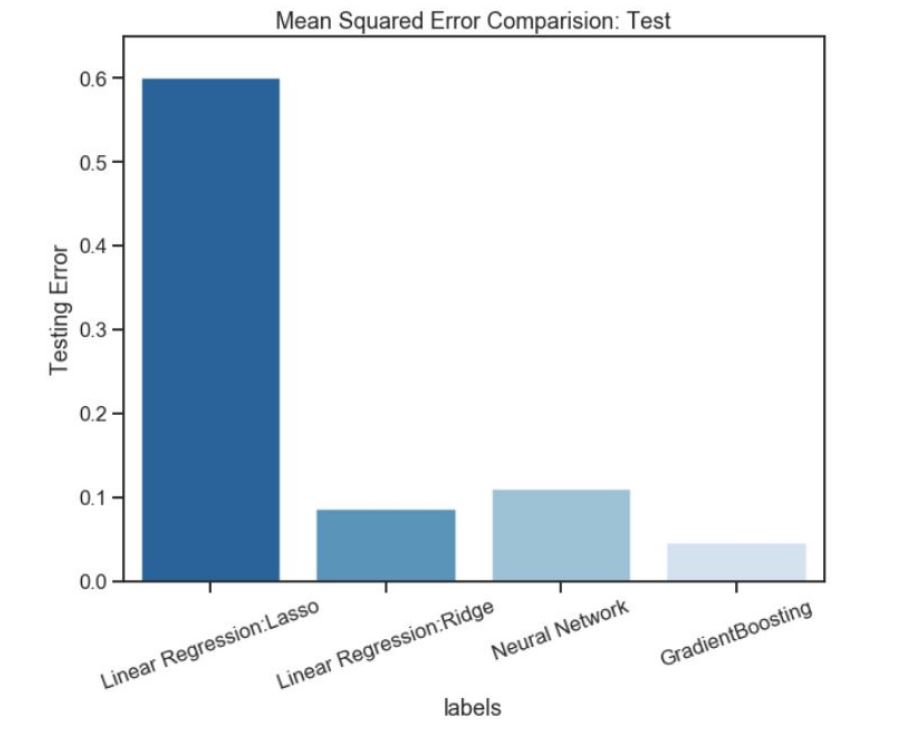 Mean Squared Error Comparision: Test
0.6
0.5
0.4
0.3
0.2
0.1
0.0
Testing Error
Linear Regression:Lasso
Linear Regression:Ridge
Neural Network
GradientBoosting
labels